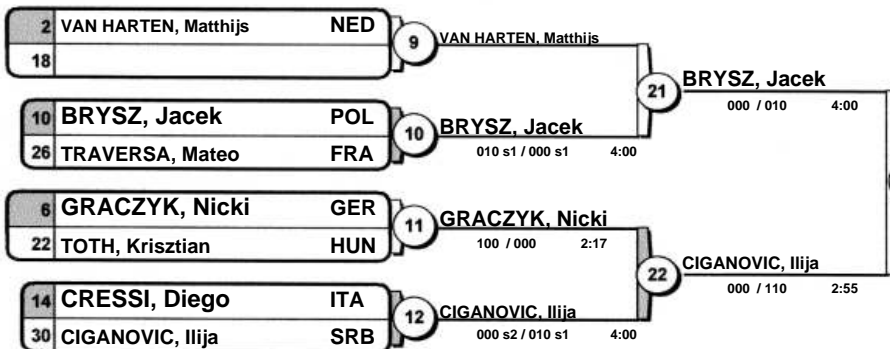 2 VAN HARTEN, Matthijs NED
18
9
VAN HARTEN, Matthijs
10 BRYSZ, Jacek POL
26 TRAVERSA, Mateo FRA
10
BRYSZ, Jacek
010 s1 / 000 s1 4:00
21
BRYSZ, Jacek
000 / 010 4:00
6 GRACZYK, Nicki GER
22 TOTH, Krisztian HUN
11
GRACZYK, Nicki
100 / 000 2:17
14 CRESSI, Diego ITA
30 CIGANOVIC, Ilija SRB
12
CIGANOVIC, Ilija
000 s2 / 010 s1 4:00
22
CIGANOVIC, Ilija
000 / 110 2:55